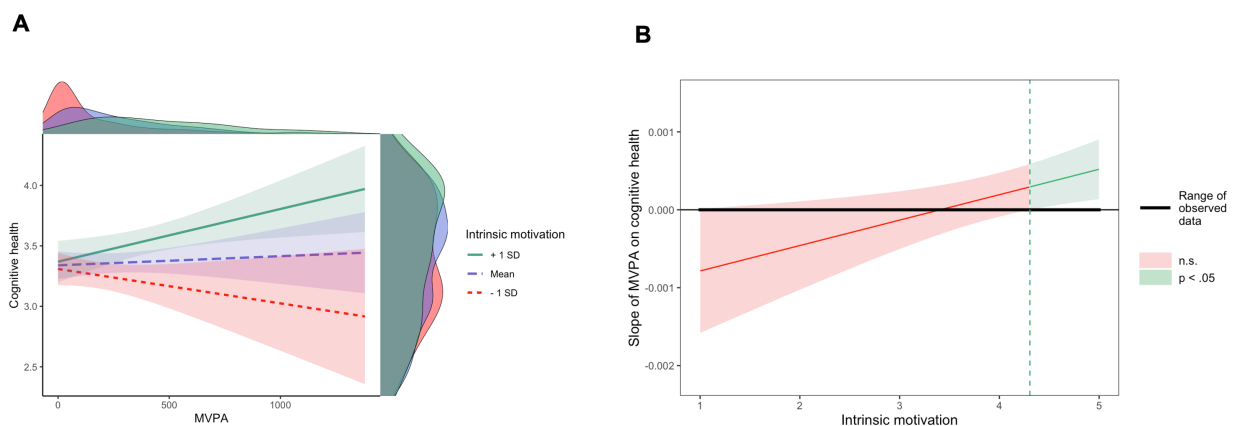 A
Cognitive health
4.0
3.5
3.0
2.5
0
500
1000
MVPA
Intrinsic motivation
+ 1 SD
Mean
- 1 SD
B
Slope of MVPA on cognitive health
0.001
0.000
-0.001
-0.002
1
2
3
4
5
Intrinsic motivation
Range of
observed
data
n.s.
p < .05